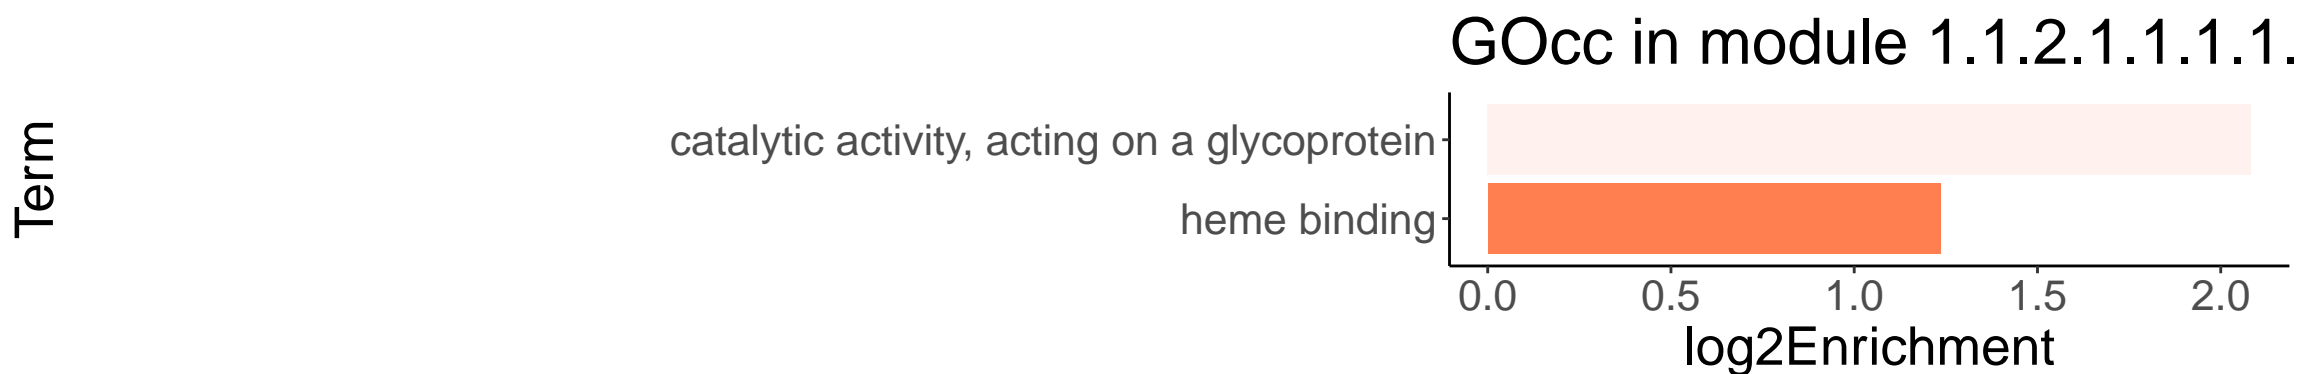 GOcc in module 1.1.2.1.1.1.1.
Term
catalytic activity, acting on a glycoprotein
heme binding
0.0 0.5 1.0 1.5 2.0
log2Enrichment